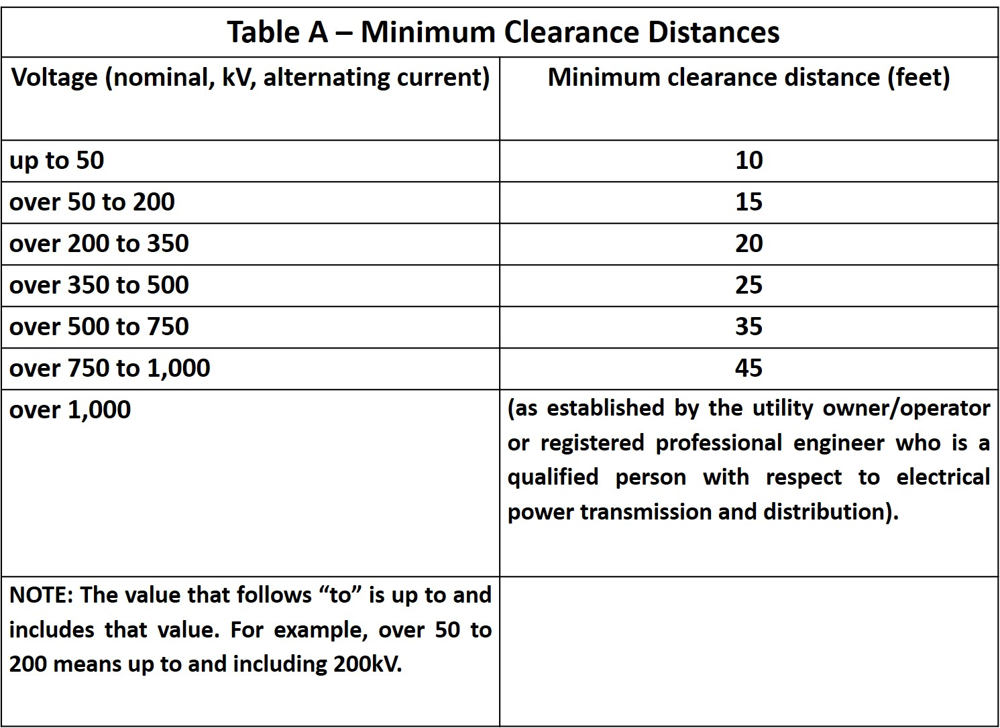 Table A – Minimum Clearance Distances
Voltage (nominal, kV, alternating current)
Minimum clearance distance (feet)
up to 50
10
over 50 to 200
15
over 200 to 350
20
over 350 to 500
25
over 500 to 750
35
over 750 to 1,000
45
over 1,000
(as established by the utility owner/operator
or registered professional engineer who is a
qualified person with respect to electrical
power transmission and distribution).
NOTE: The value that follows “to” is up to and
includes that value. For example, over 50 to
200 means up to and including 200kV.